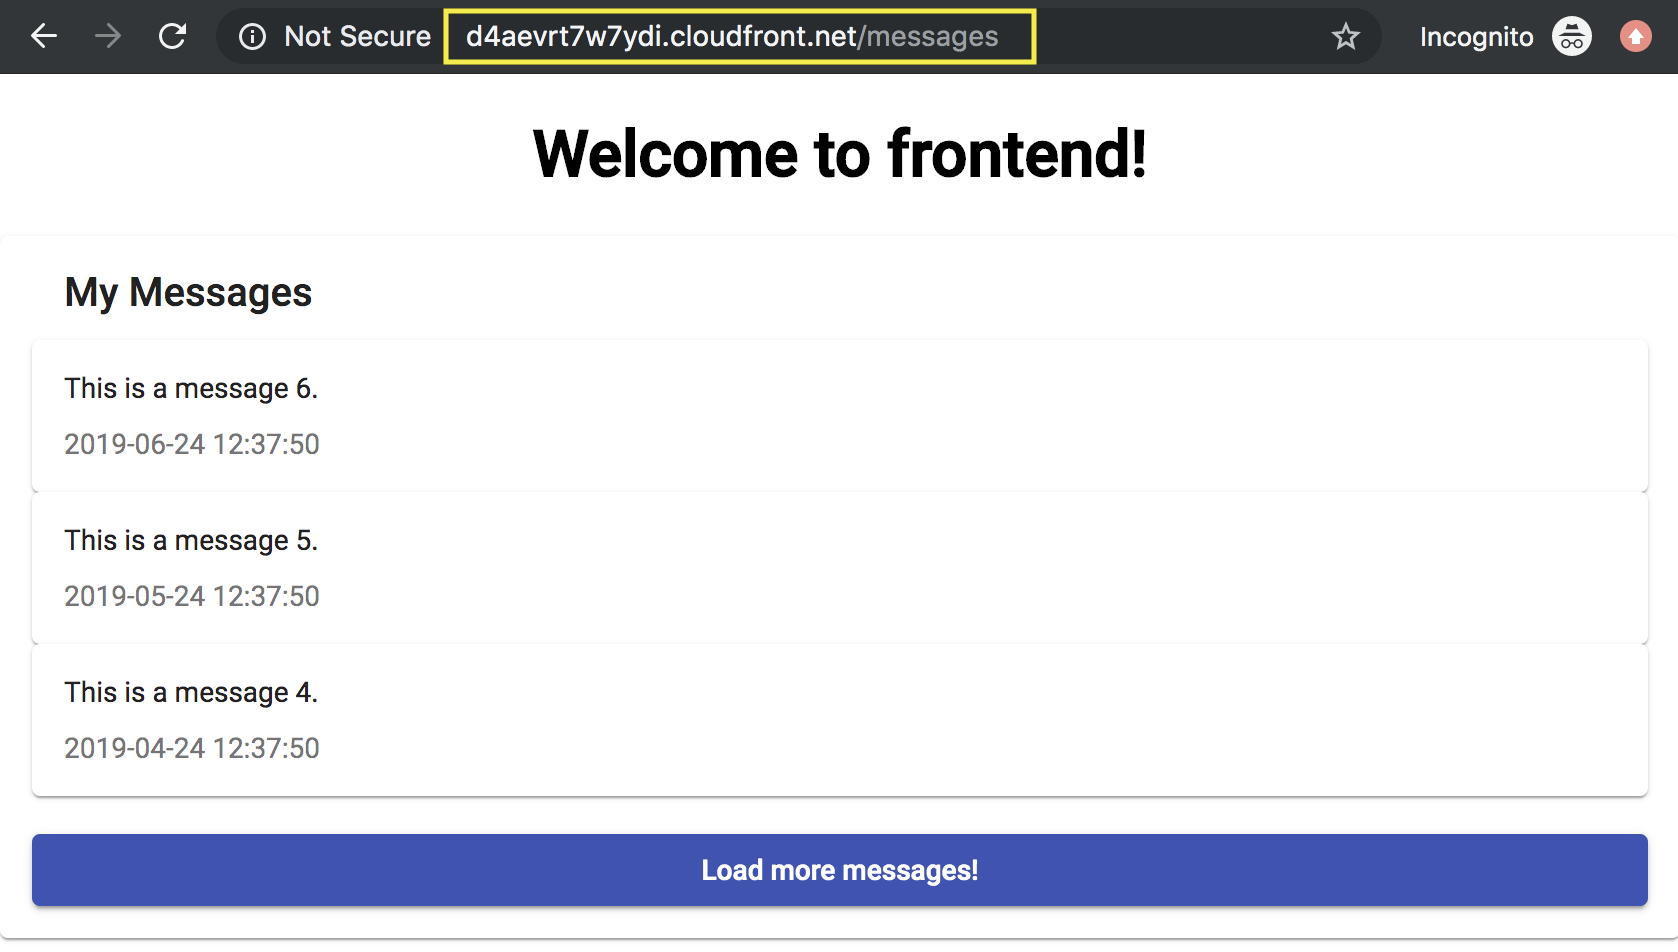 Not Secure d4aevrt7w7ydi.cloudfront.net/messages Incognito
Welcome to frontend!
My Messages
This is a message 6.
2019-06-24 12:37:50
This is a message 5.
2019-05-24 12:37:50
This is a message 4.
2019-04-24 12:37:50
Load more messages!